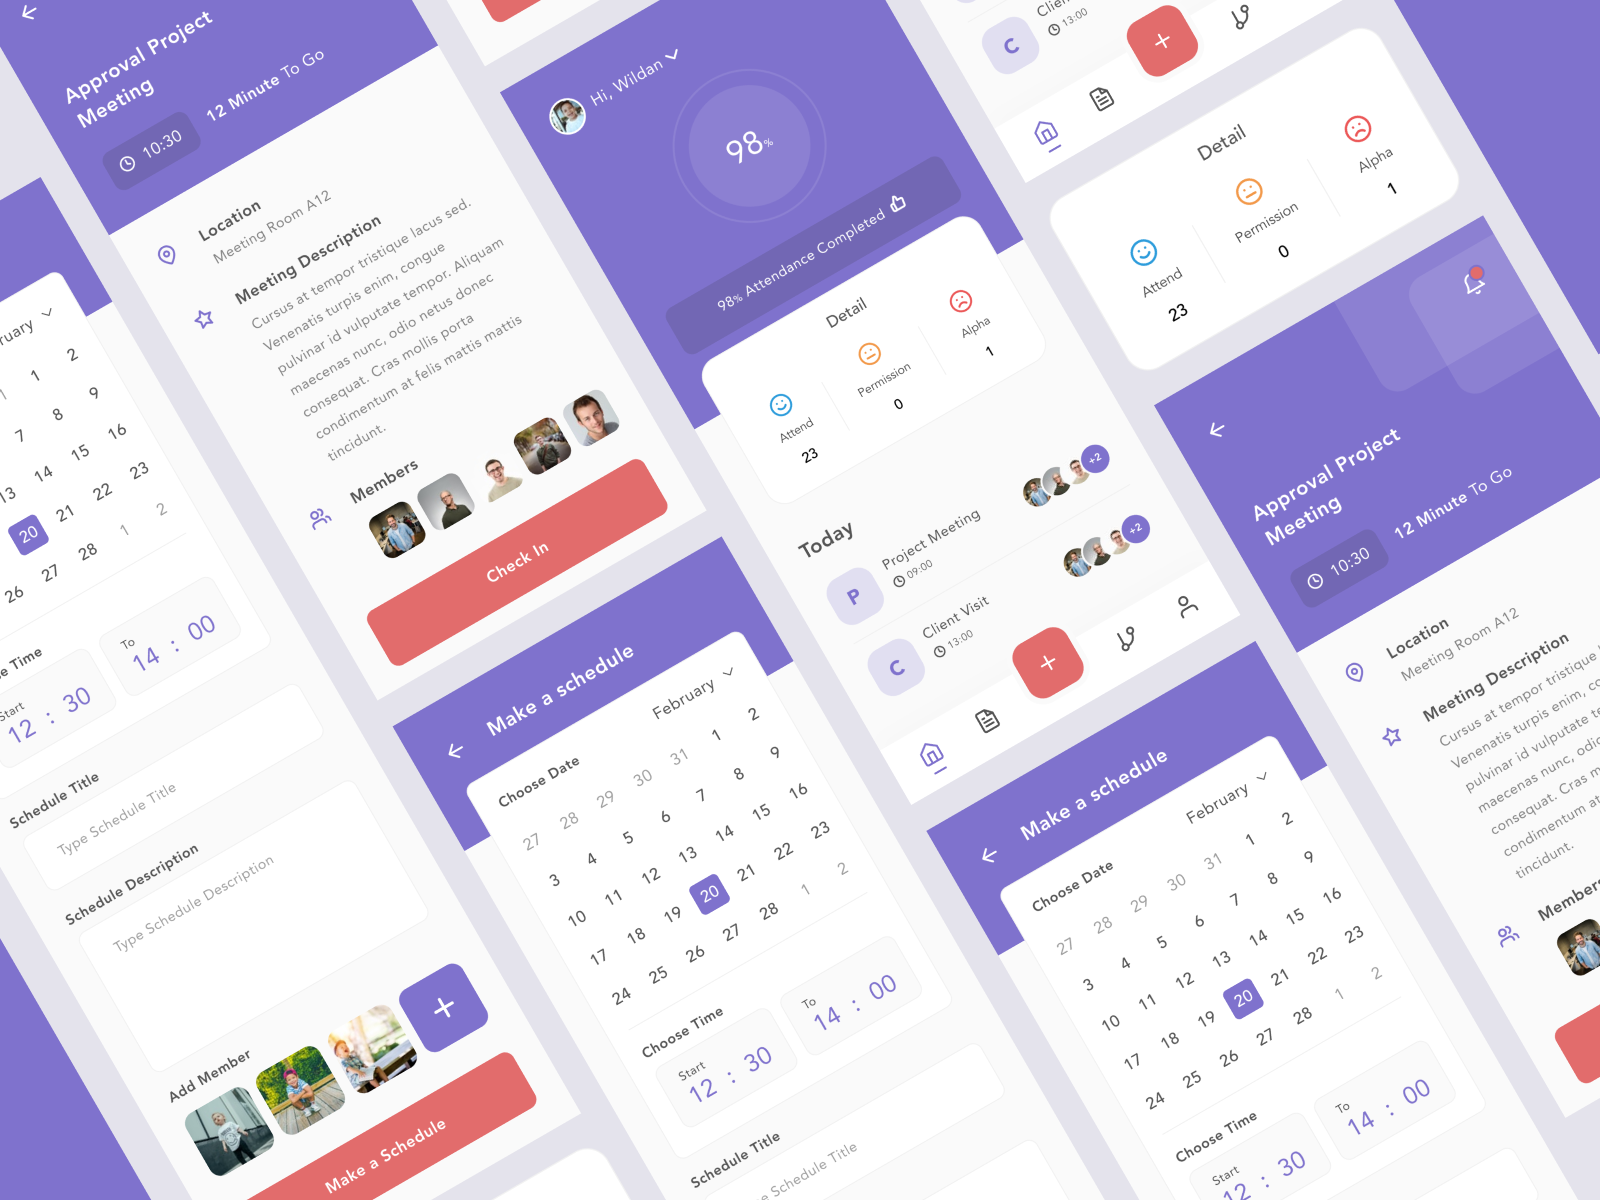 Approval Project
Meeting
10:30
12 Minute To Go
Location
Meeting Room A12
Meeting Description
Cursus at tempor tristique lacus sed.
Venenatis turpis enim, congue
pulvinar id vulputate tempor. Aliquam
maecenas nunc, odio netus donec
consequat. Cras mollis porta
condimentum at felis mattis mattis
tincidunt.
Members
Check In
1 2
7 8 9
13 14 15 16
20 21 22 23
26 27 28 1 2
Start
12 : 30
To
14 : 00
Schedule Title
Type Schedule Title
Schedule Description
Type Schedule Description
Add Member
Make a Schedule
Hi, Wildan
98%
98% Attendance Completed
Detail
Attend
23
Permission
0
Alpha
1
Today
P
Project Meeting
09:00
+2
C
Client Visit
13:00
+2
Make a schedule
Choose Date
February
27 28 29 30 31 1 2
3 4 5 6 7 8 9
10 11 12 13 14 15 16
17 18 19 20 21 22 23
24 25 26 27 28 1 2
Choose Time
Start
12 : 30
To
14 : 00
Schedule Title
C
13:00
Detail
Attend
23
Permission
0
Alpha
1
Approval Project
Meeting
10:30
12 Minute To Go
Location
Meeting Room A12
Meeting Description
Cursus at tempor tristique
Venenatis turpis enim,
pulvinar id vulputate
maecenas nunc,
consequat. Cras
condimentum at
tincidunt.
Members
Make a schedule
Choose Date
February
27 28 29 30 31 1 2
3 4 5 6 7 8 9
10 11 12 13 14 15 16
17 18 19 20 21 22 23
24 25 26 27 28 1 2
Choose Time
Start
12 : 30
To
14 : 00